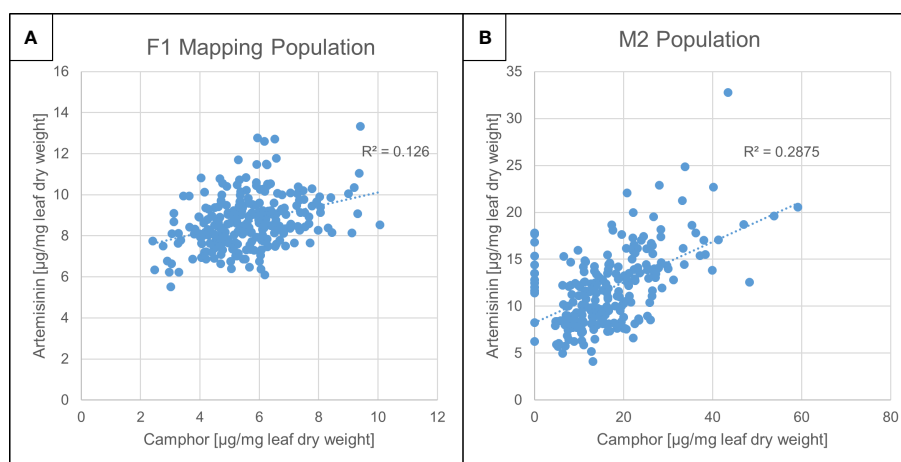 A
F1 Mapping Population
16
14
12
10
8
6
4
2
0
0 2 4 6 8 10 12
Artemisinin [µg/mg leaf dry weight]
Camphor [µg/mg leaf dry weight]
R² = 0.126
B
M2 Population
35
30
25
20
15
10
5
0
0 20 40 60 80
Artemisinin [µg/mg leaf dry weight]
Camphor [µg/mg leaf dry weight]
R² = 0.2875